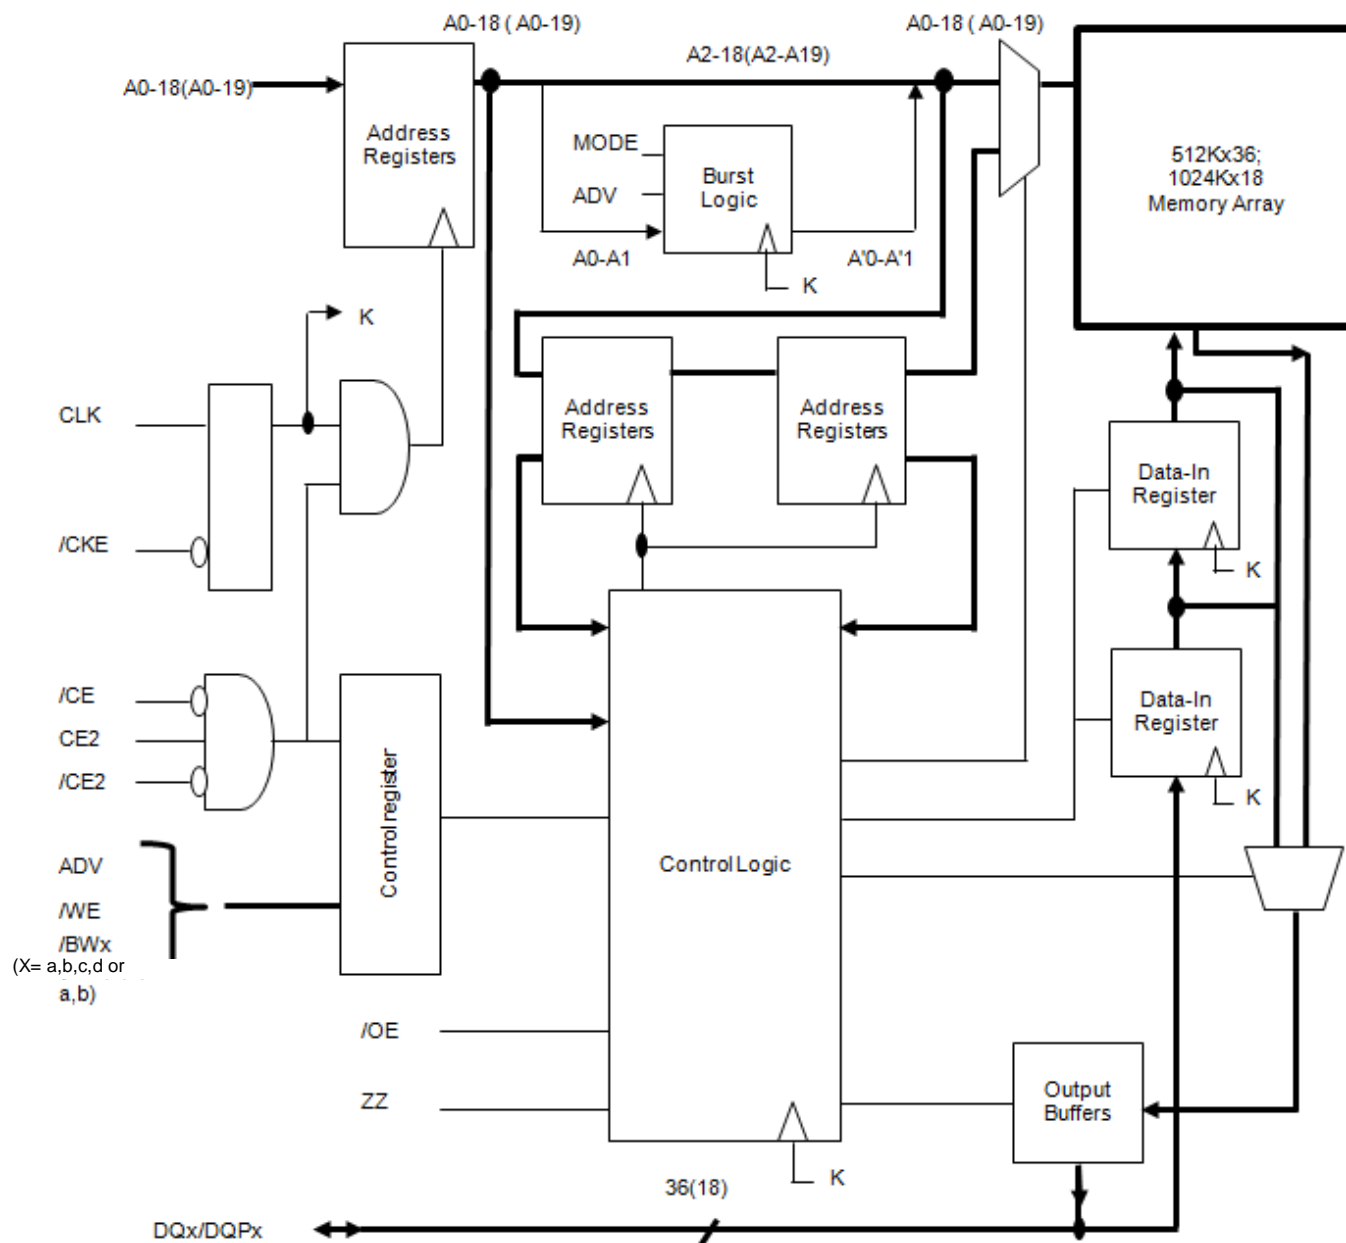 A0-18 ( A0-19)
A0-18 ( A0-19)
A2-18(A2-A19)
A0-18(A0-19)
Address
Registers
MODE
ADV
Burst
Logic
A0-A1
A'0-A'1
K
512Kx36;
1024Kx18
Memory Array
K
CLK
/CKE
Address
Registers
Address
Registers
Data-In
Register
K
/CE
CE2
/CE2
Control register
Data-In
Register
K
ADV
/WE
/BWx
(X= a,b,c,d or
a,b)
Control Logic
/OE
ZZ
K
Output
Buffers
36(18)
DQx/DQPx